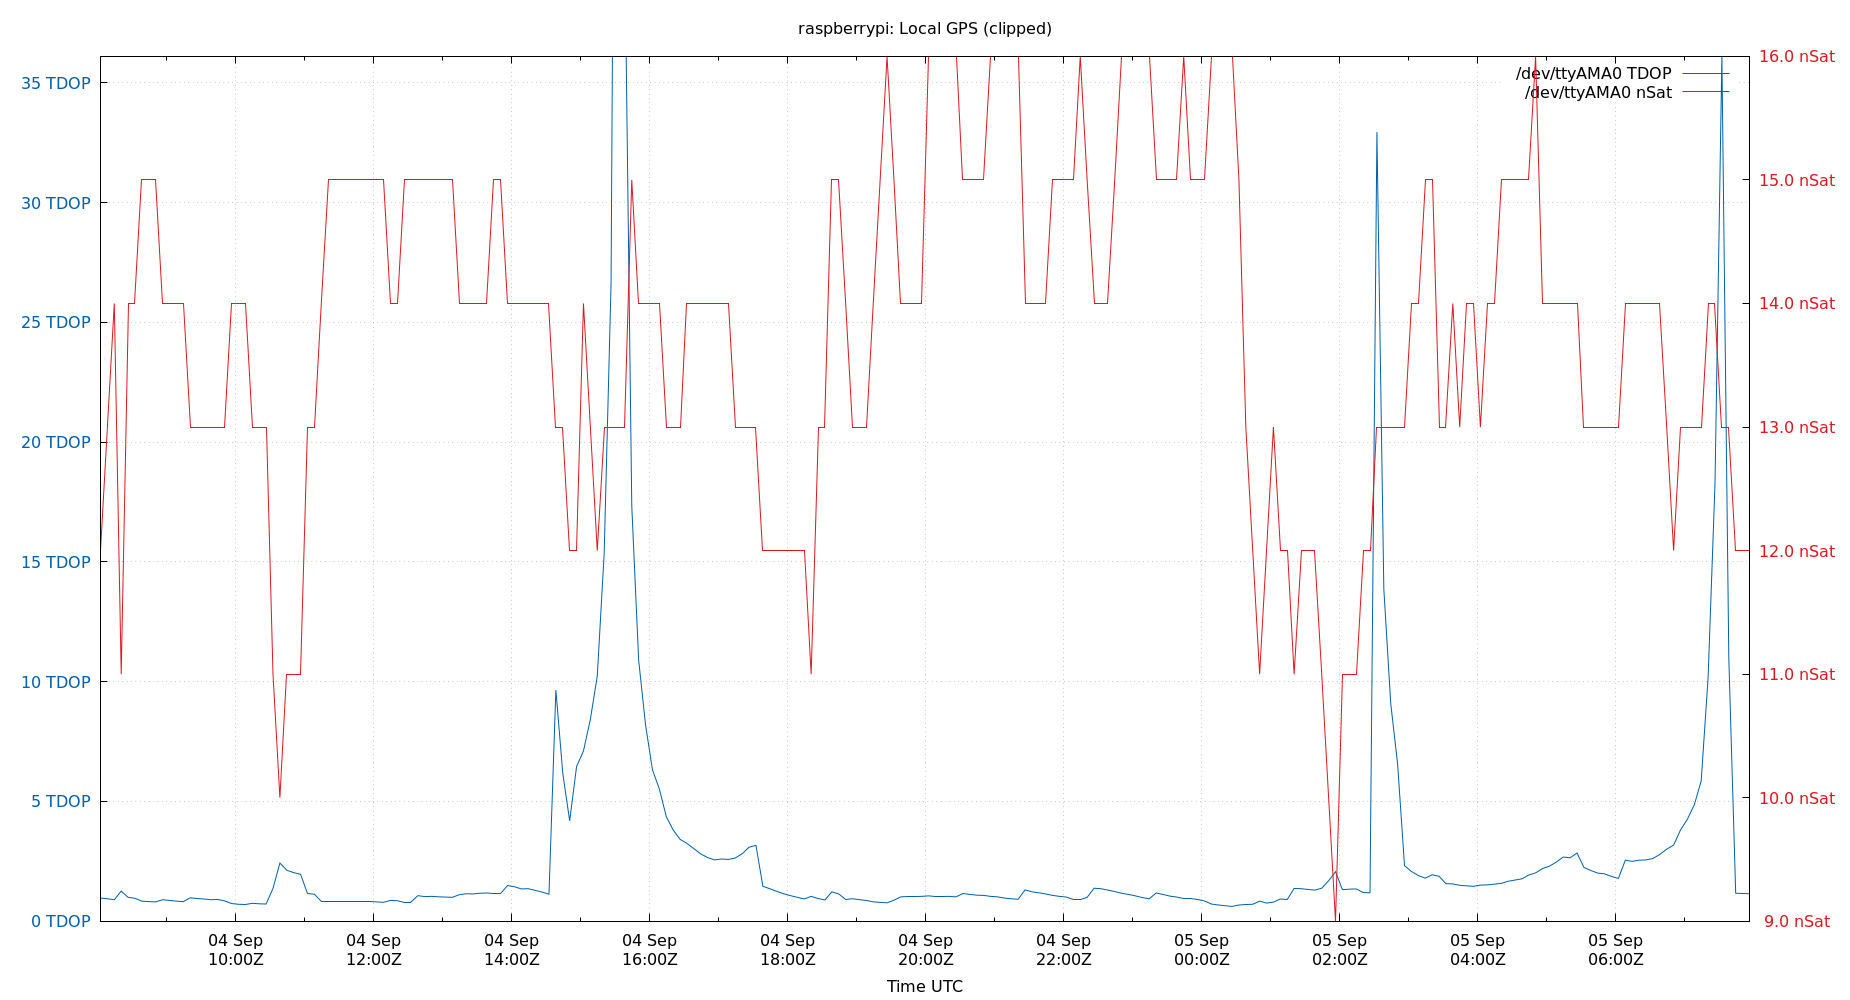 raspberrypi: Local GPS (clipped)
/dev/ttyAMA0 TDOP
/dev/ttyAMA0 nSat
35 TDOP
30 TDOP
25 TDOP
20 TDOP
15 TDOP
10 TDOP
5 TDOP
0 TDOP
16.0 nSat
15.0 nSat
14.0 nSat
13.0 nSat
12.0 nSat
11.0 nSat
10.0 nSat
9.0 nSat
04 Sep
10:00Z
04 Sep
12:00Z
04 Sep
14:00Z
04 Sep
16:00Z
04 Sep
18:00Z
04 Sep
20:00Z
04 Sep
22:00Z
05 Sep
00:00Z
05 Sep
02:00Z
05 Sep
04:00Z
05 Sep
06:00Z
Time UTC